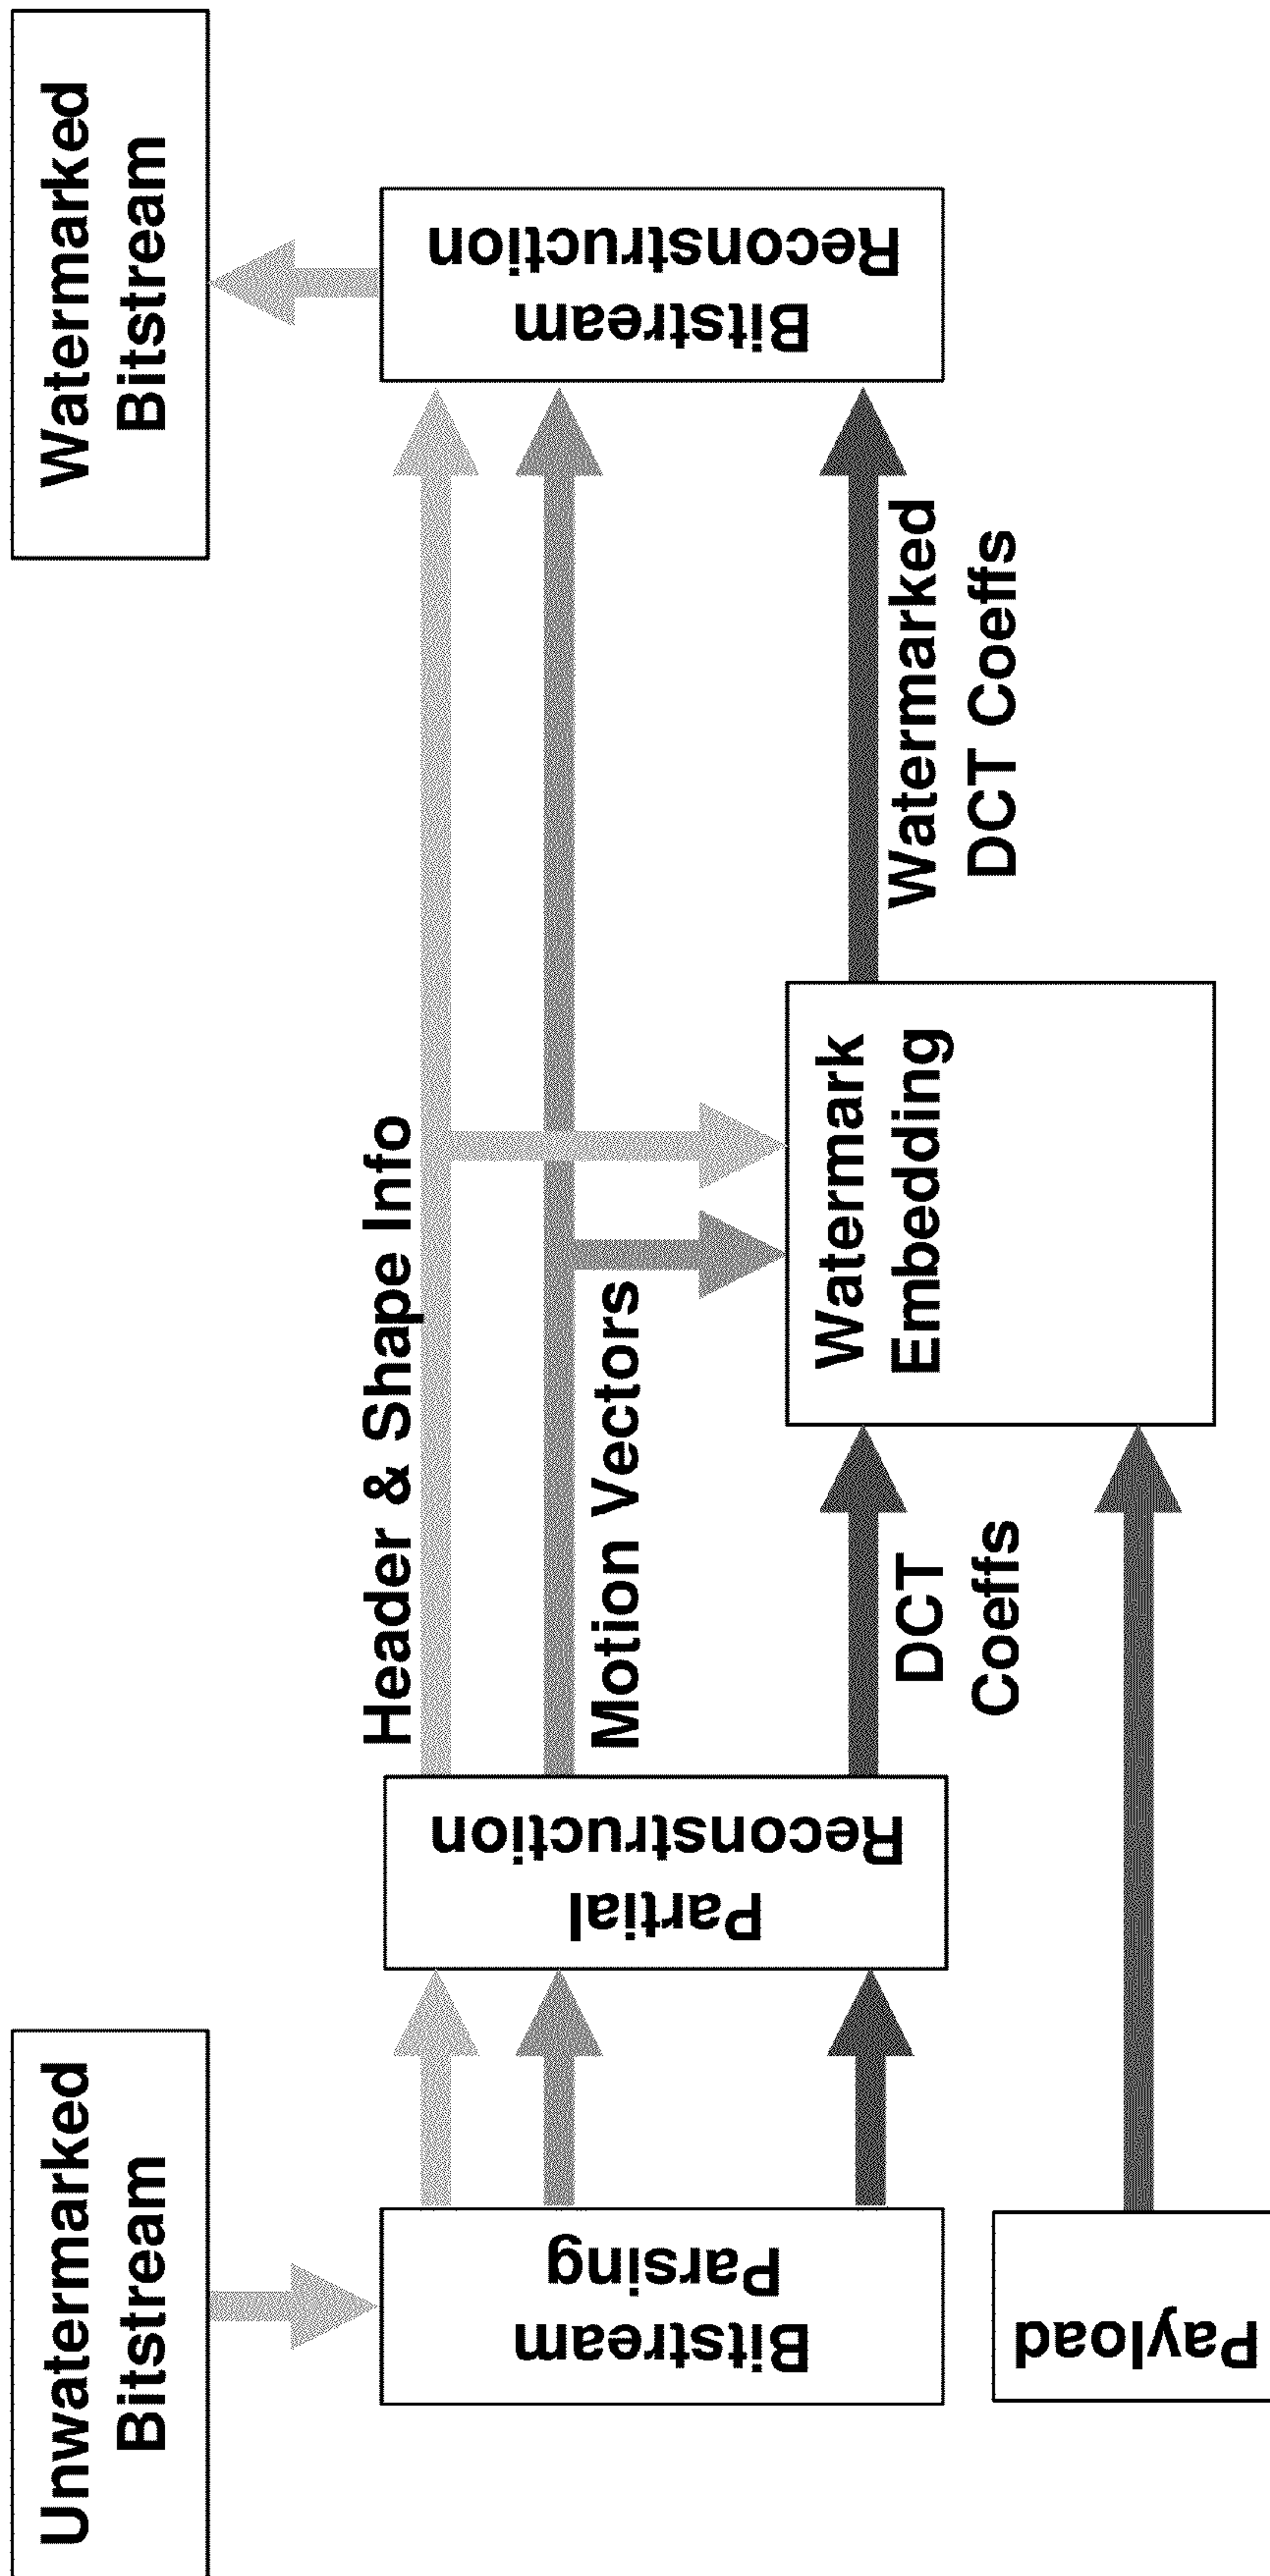 Unwatermarked
Bitstream
Watermarked
Bitstream
Bitstream
Parsing
Partial
Reconstruction
Header & Shape Info
Motion Vectors
DCT
Coeffs
Watermark
Embedding
Watermarked
DCT Coeffs
Bitstream
Reconstruction
Payload